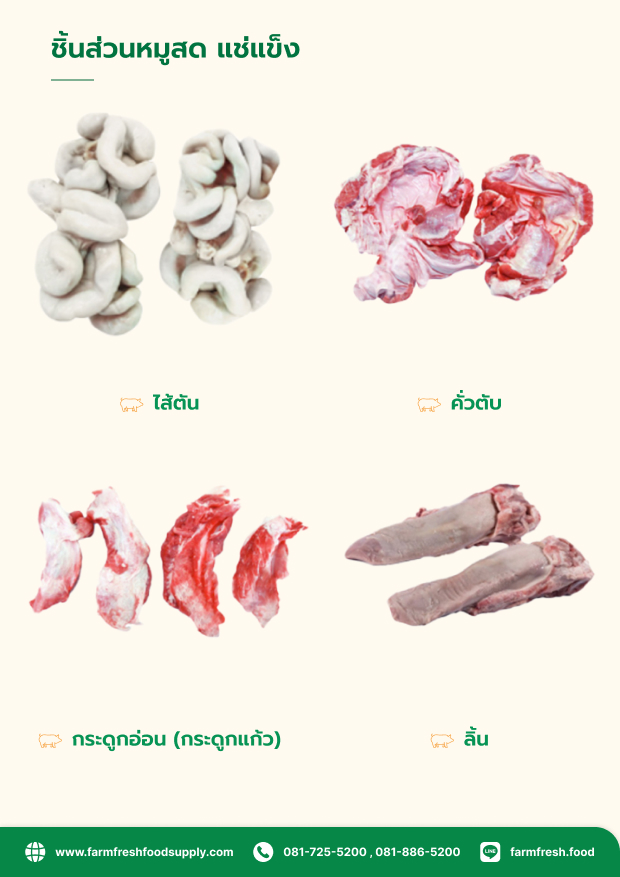 ชิ้นส่วนหมูสด แช่แข็ง
ไส้ตัน
คั่วตับ
กระดูกอ่อน (กระดูกแก้ว)
ลิ้น
www.farmfreshfoodsupply.com
081-725-5200 , 081-886-5200
LINE
farmfresh.food